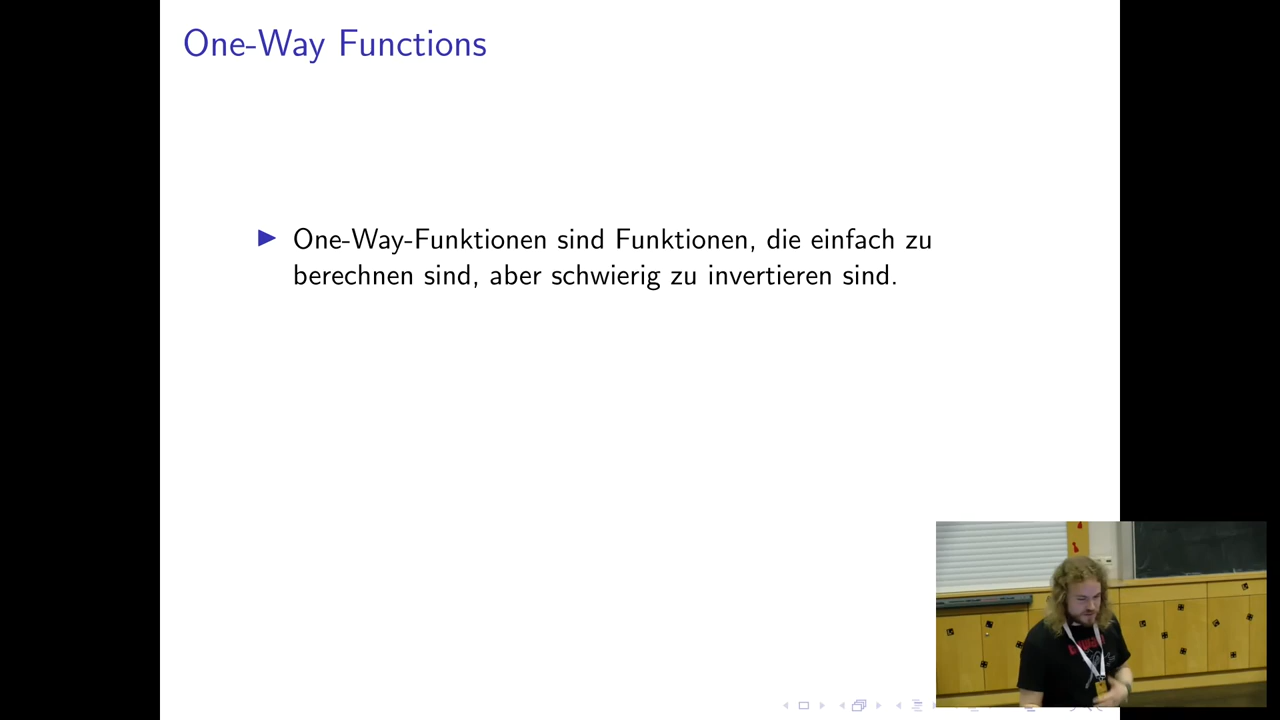 One-Way Functions
One-Way-Funktionen sind Funktionen, die einfach zu
berechnen sind, aber schwierig zu invertieren sind.